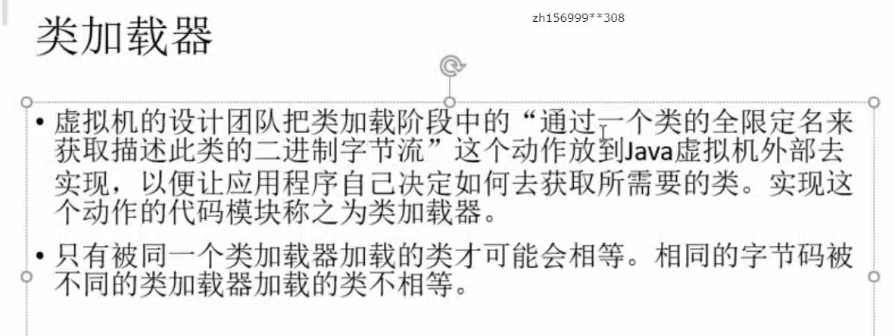 zh156999**308
类加载器
• 虚拟机的设计团队把类加载阶段中的“通过一个类的全限定名来
获取描述此类的二进制字节流”这个动作放到Java虚拟机外部去
实现，以便让应用程序自己决定如何去获取所需要的类。实现这
个动作的代码模块称之为类加载器。
• 只有被同一个类加载器加载的类才可能会相等。相同的字节码被
不同的类加载器加载的类不相等。